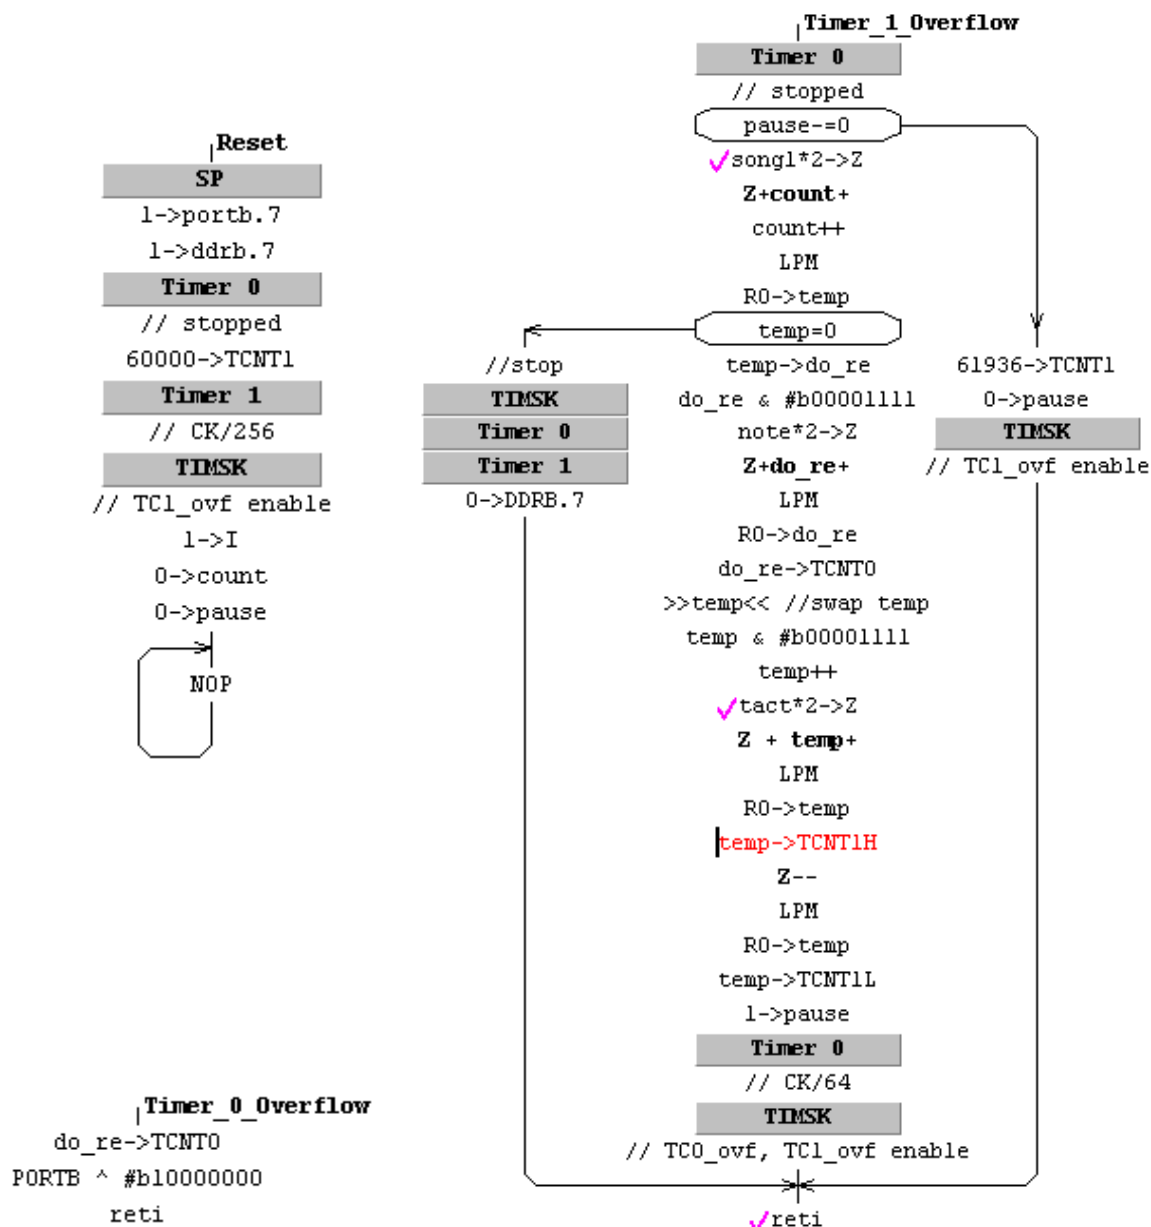 Reset
SP
1->portb.7
1->ddrb.7
Timer 0
// stopped
60000->TCNT1
Timer 1
// CK/256
TIMSK
// TC1_ovf enable
1->I
0->count
0->pause
NOP
Timer_0_Overflow
do_re->TCNT0
PORTB ^ #b10000000
reti
Timer_1_Overflow
Timer 0
// stopped
pause-=0
song1*2->Z
Z+count+
count++
LPM
R0->temp
temp=0
//stop
TIMSK
Timer 0
Timer 1
0->DDRB.7
temp->do_re
do_re & #b00001111
note*2->Z
Z+do_re+
LPM
R0->do_re
do_re->TCNT0
>>temp<< //swap temp
temp & #b00001111
temp++
tact*2->Z
Z + temp+
LPM
R0->temp
temp->TCNT1H
Z--
LPM
R0->temp
temp->TCNT1L
1->pause
Timer 0
// CK/64
TIMSK
// TC0_ovf, TC1_ovf enable
61936->TCNT1
0->pause
TIMSK
// TC1_ovf enable
reti